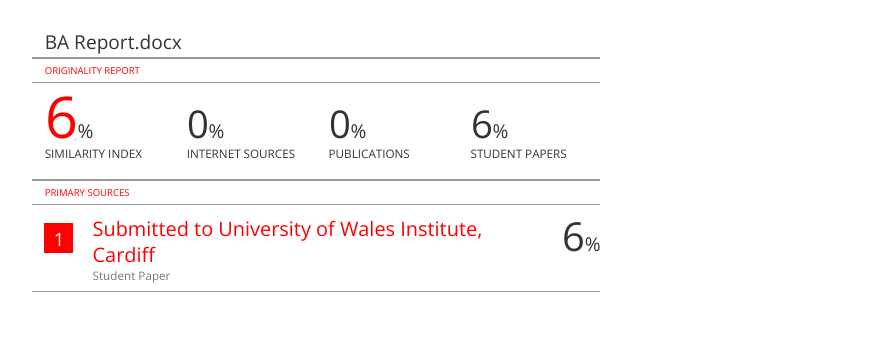 BA Report.docx
ORIGINALITY REPORT
6% 0% 0% 6%
SIMILARITY INDEX INTERNET SOURCES PUBLICATIONS STUDENT PAPERS
PRIMARY SOURCES
1 Submitted to University of Wales Institute, 6%
Cardiff
Student Paper